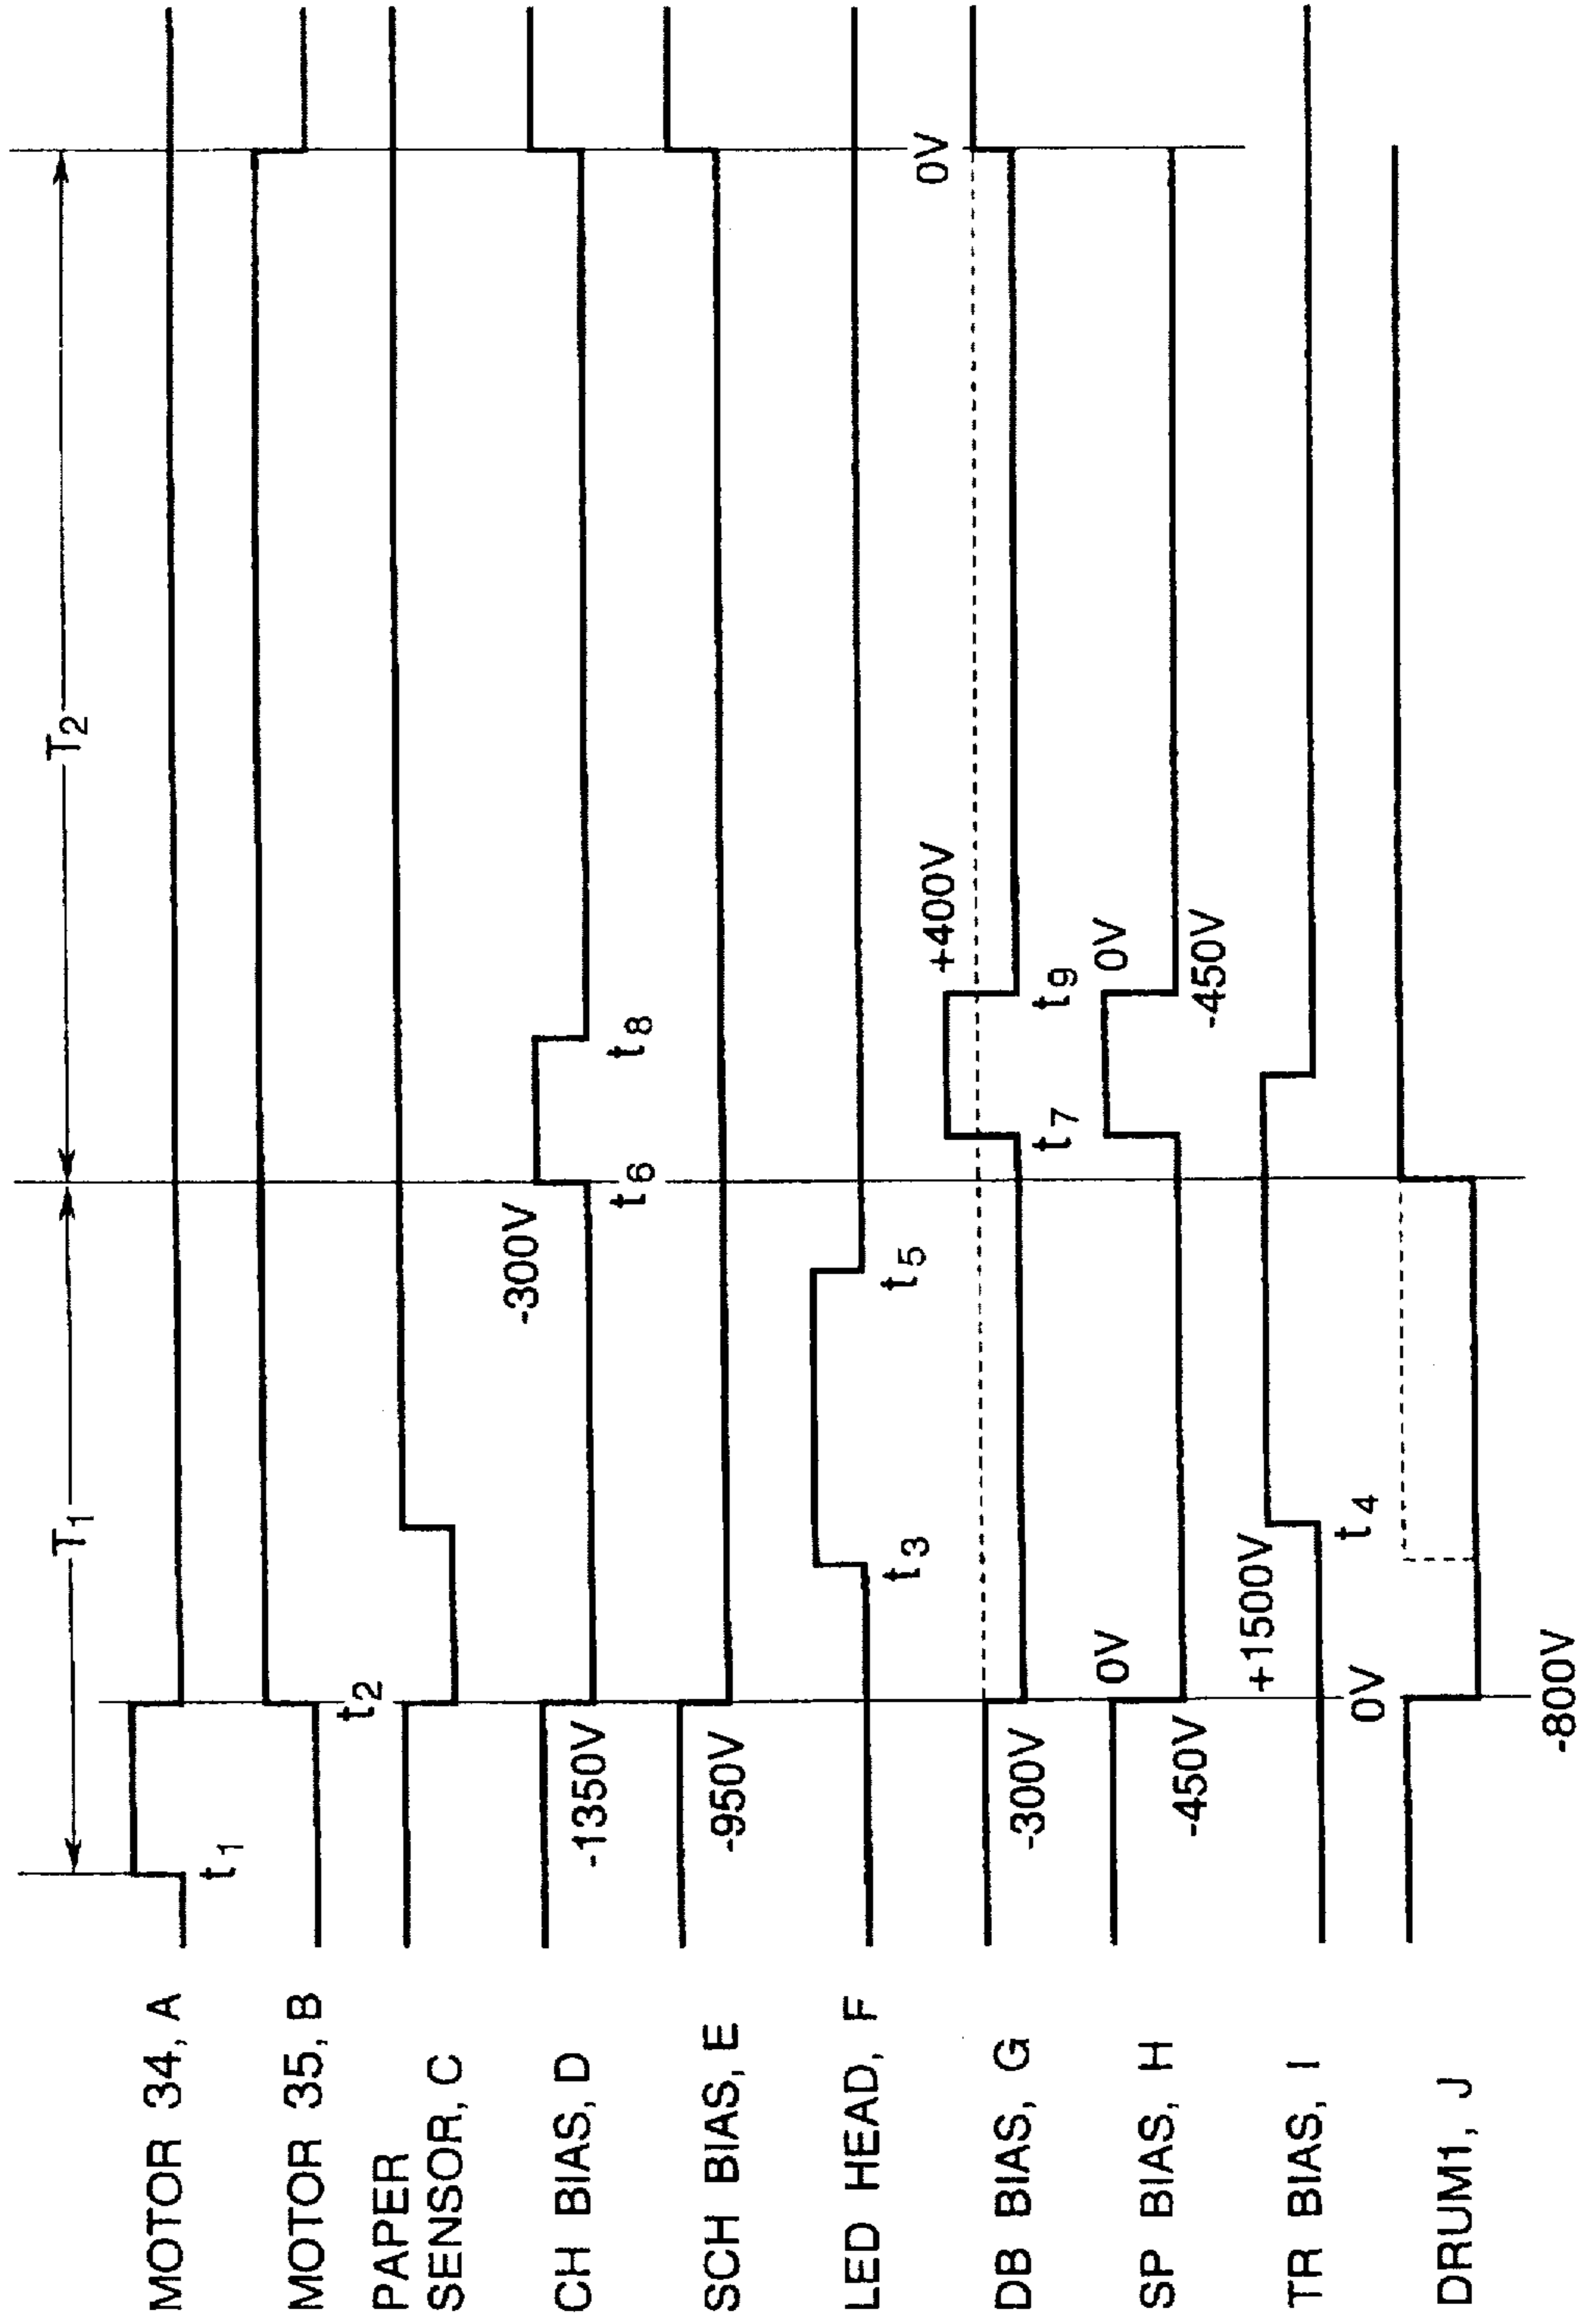 T1
T2
MOTOR 34, A
t1
MOTOR 35, B
t2
PAPER
SENSOR, C
CH BIAS, D
-1350V
-300V
t6
t8
SCH BIAS, E
-950V
LED HEAD, F
t3
t5
DB BIAS, G
-300V
t7
+400V
t9
0V
SP BIAS, H
-450V
0V
0V
-450V
TR BIAS, I
+1500V
t4
DRUM1, J
0V
-800V